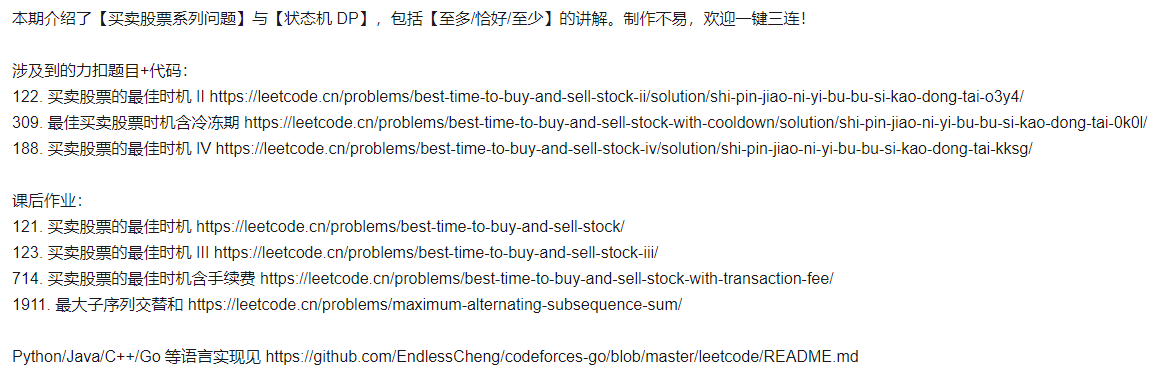 本期介绍了【买卖股票系列问题】与【状态机 DP】，包括【至多/恰好/至少】的讲解。制作不易，欢迎一键三连！
涉及到的力扣题目+代码：
122. 买卖股票的最佳时机 II https://leetcode.cn/problems/best-time-to-buy-and-sell-stock-ii/solution/shi-pin-jiao-ni-yi-bu-bu-si-kao-dong-tai-o3y4/
309. 最佳买卖股票时机含冷冻期 https://leetcode.cn/problems/best-time-to-buy-and-sell-stock-with-cooldown/solution/shi-pin-jiao-ni-yi-bu-bu-si-kao-dong-tai-0k0l/
188. 买卖股票的最佳时机 IV https://leetcode.cn/problems/best-time-to-buy-and-sell-stock-iv/solution/shi-pin-jiao-ni-yi-bu-bu-si-kao-dong-tai-kksg/
课后作业：
121. 买卖股票的最佳时机 https://leetcode.cn/problems/best-time-to-buy-and-sell-stock/
123. 买卖股票的最佳时机 III https://leetcode.cn/problems/best-time-to-buy-and-sell-stock-iii/
714. 买卖股票的最佳时机含手续费 https://leetcode.cn/problems/best-time-to-buy-and-sell-stock-with-transaction-fee/
1911. 最大子序列交替和 https://leetcode.cn/problems/maximum-alternating-subsequence-sum/
Python/Java/C++/Go 等语言实现见 https://github.com/EndlessCheng/codeforces-go/blob/master/leetcode/README.md